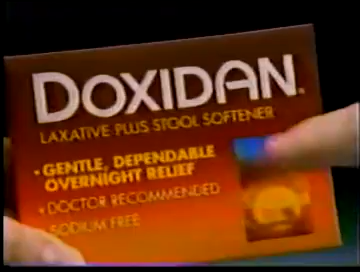 DOXIDAN
LAXATIVE PLUS STOOL SOFTENER
• GENTLE, DEPENDABLE
OVERNIGHT RELIEF
• DOCTOR RECOMMENDED
SODIUM FREE